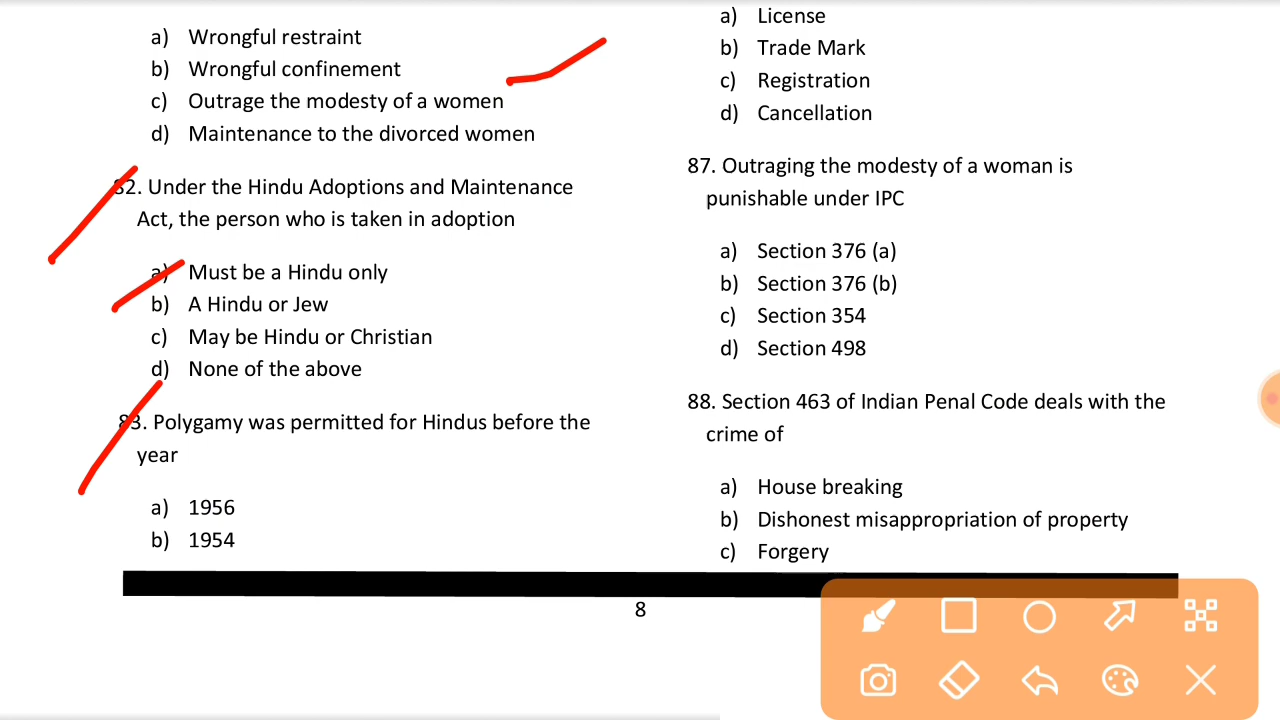 a) Wrongful restraint
b) Wrongful confinement
c) Outrage the modesty of a women
d) Maintenance to the divorced women
82. Under the Hindu Adoptions and Maintenance
Act, the person who is taken in adoption
a) Must be a Hindu only
b) A Hindu or Jew
c) May be Hindu or Christian
d) None of the above
83. Polygamy was permitted for Hindus before the
year
a) 1956
b) 1954
a) License
b) Trade Mark
c) Registration
d) Cancellation
87. Outraging the modesty of a woman is
punishable under IPC
a) Section 376 (a)
b) Section 376 (b)
c) Section 354
d) Section 498
88. Section 463 of Indian Penal Code deals with the
crime of
a) House breaking
b) Dishonest misappropriation of property
c) Forgery
8